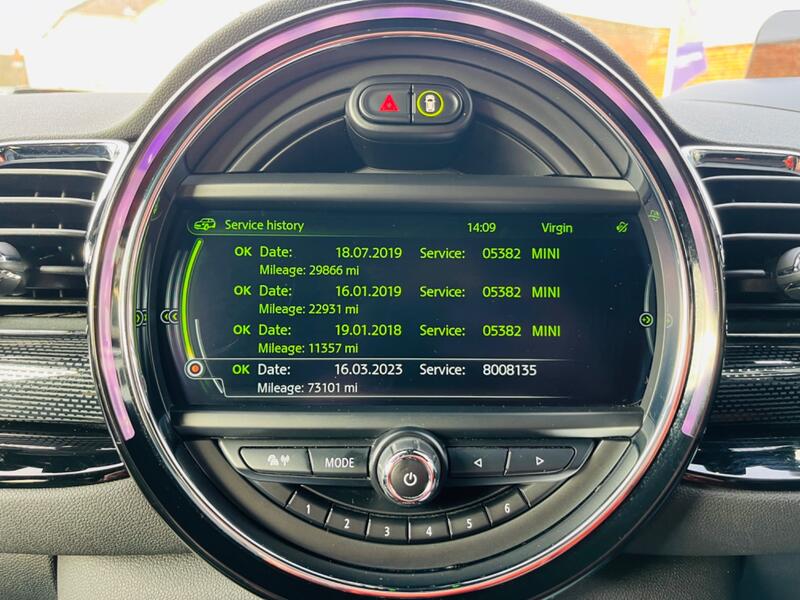 Service history 14:09 Virgin
OK Date: 18.07.2019 Service: 05382 MINI
Mileage: 29866 mi
OK Date: 16.01.2019 Service: 05382 MINI
Mileage: 22931 mi
OK Date: 19.01.2018 Service: 05382 MINI
Mileage: 11357 mi
OK Date: 16.03.2023 Service: 8008135
Mileage: 73101 mi
MODE
1 2 3 4 5 6